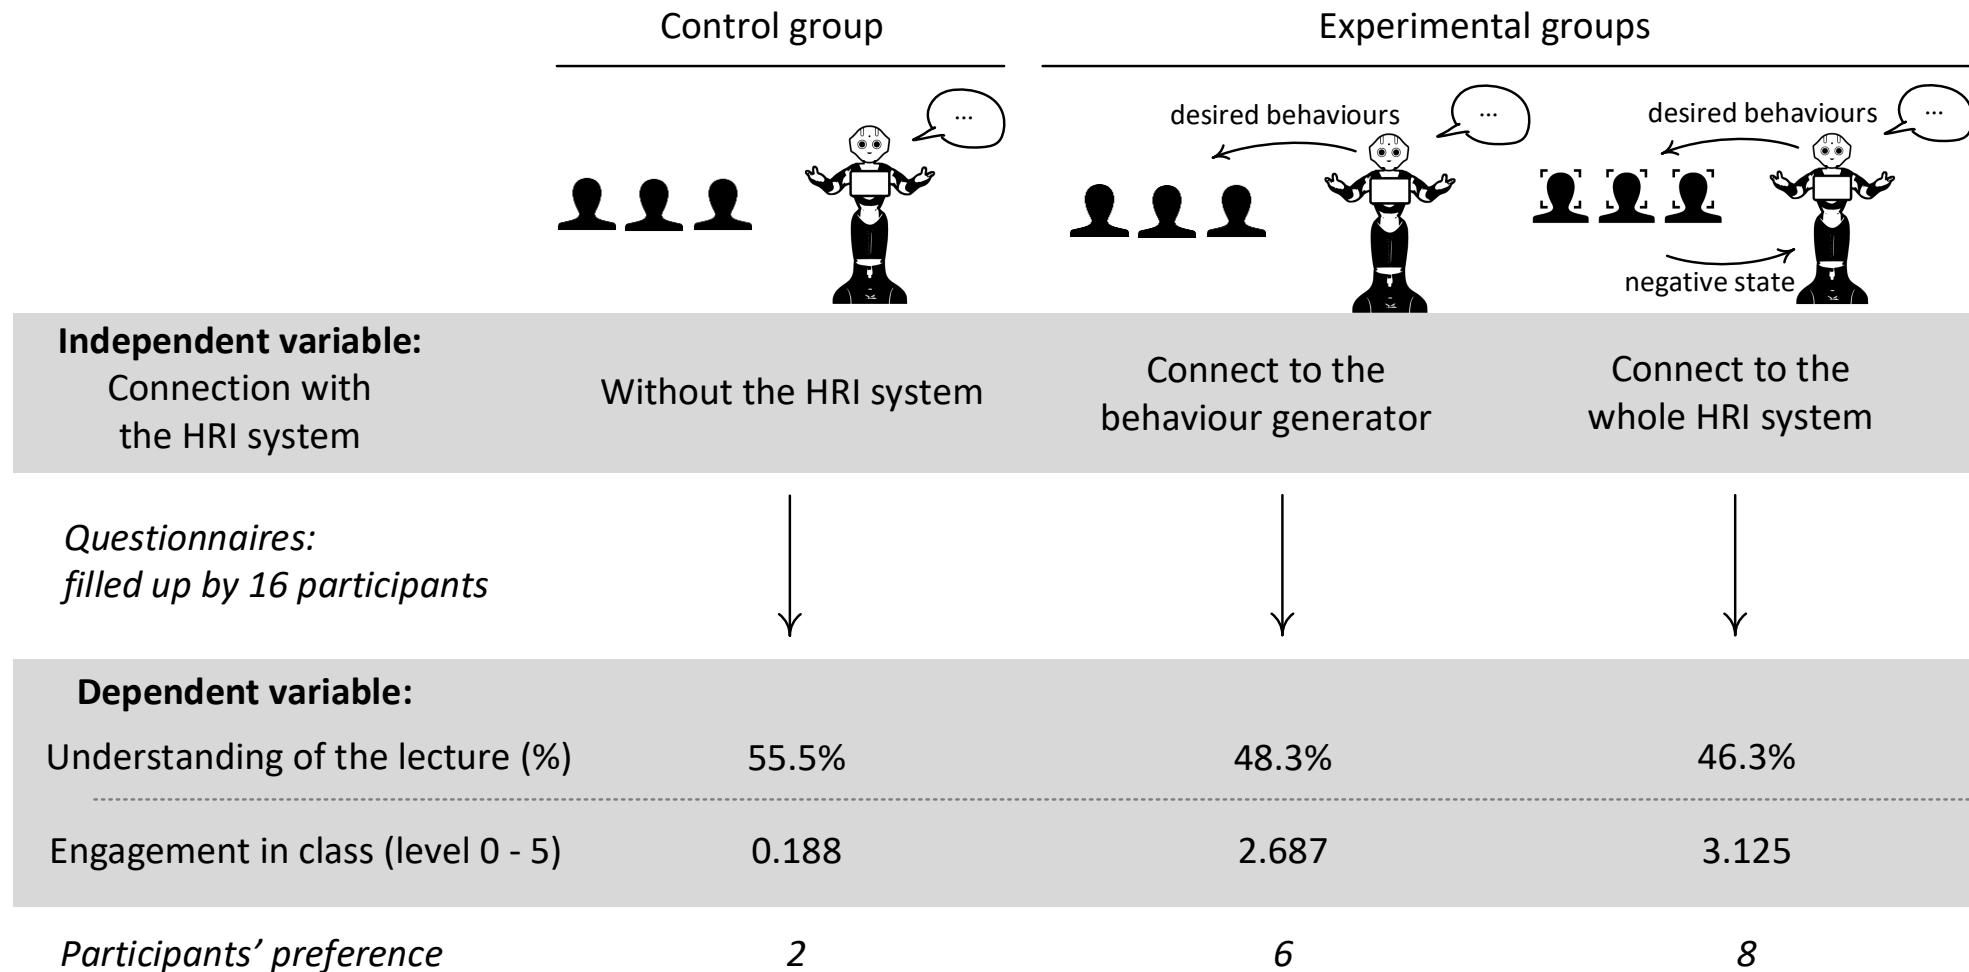 Control group
Experimental groups
...
desired behaviours
...
desired behaviours
...
negative state
Independent variable:
Connection with
the HRI system
Without the HRI system
Connect to the
behaviour generator
Connect to the
whole HRI system
Questionnaires:
filled up by 16 participants
Dependent variable:
Understanding of the lecture (%) 55.5% 48.3% 46.3%
Engagement in class (level 0 - 5) 0.188 2.687 3.125
Participants’ preference 2 6 8